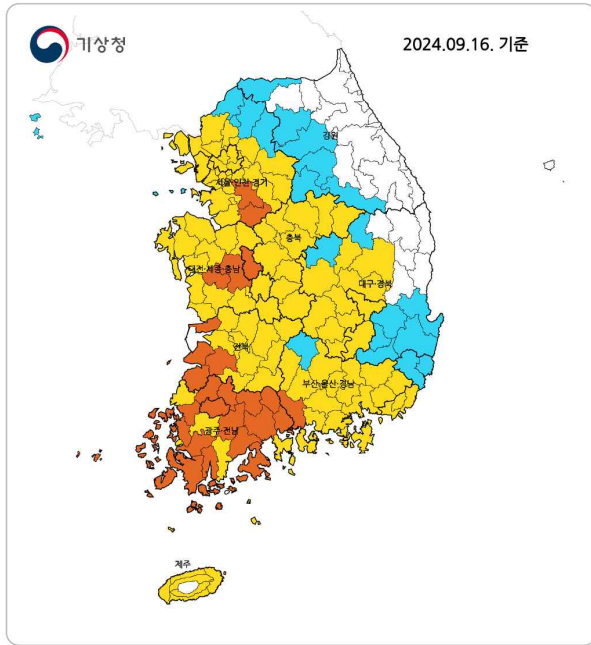 기상청
2024.09.16. 기준
강원
서울·인천·경기
충북
대전·세종·충남
대구·경북
전북
부산·울산·경남
광주·전남
제주